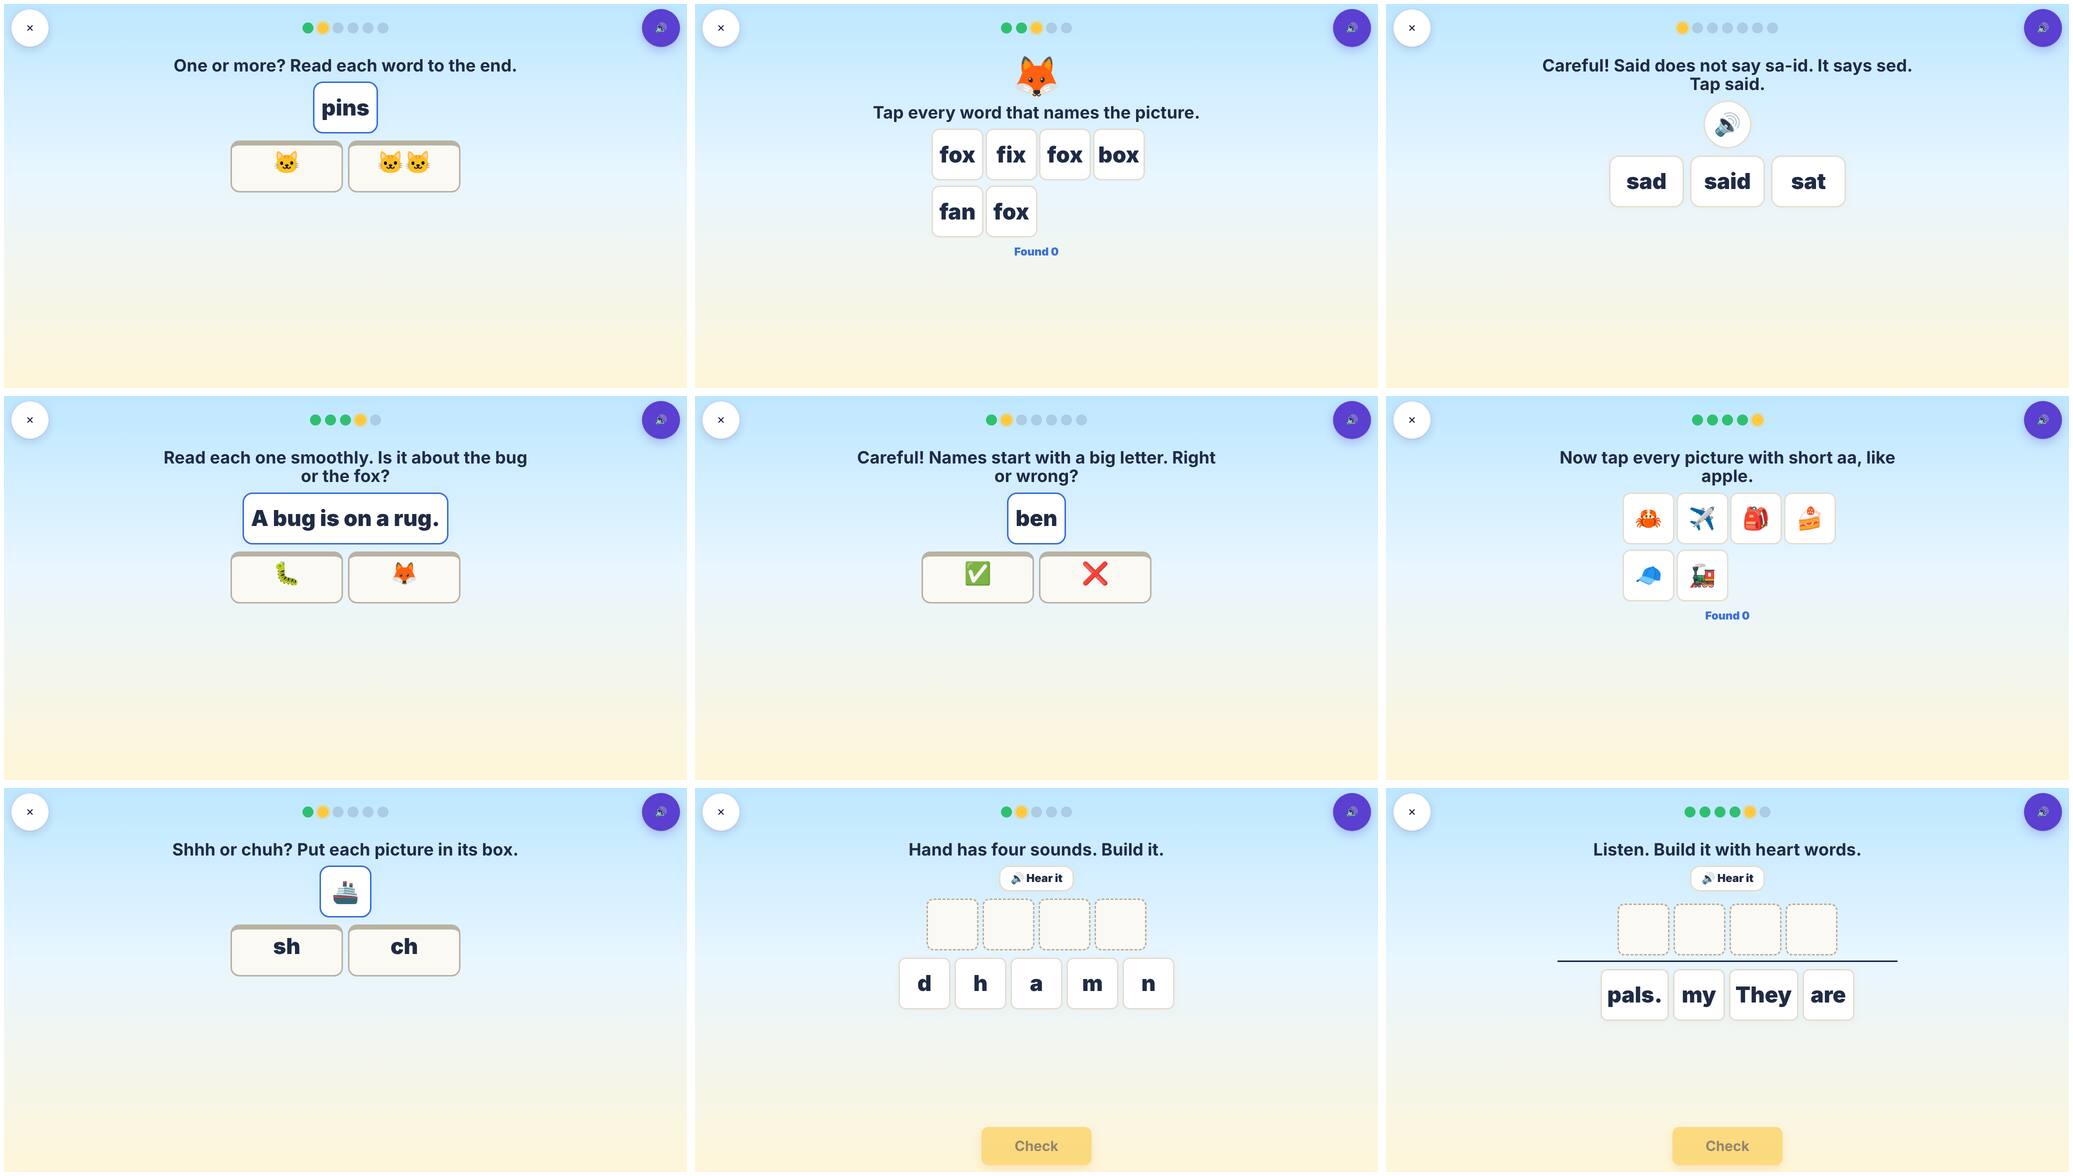 One or more? Read each word to the end.
pins
Tap every word that names the picture.
fox fix fox box
fan fox
Found 0
Careful! Said does not say sa-id. It says sed.
Tap said.
sad said sat
Read each one smoothly. Is it about the bug
or the fox?
A bug is on a rug.
Careful! Names start with a big letter. Right
or wrong?
ben
Now tap every picture with short aa, like
apple.
Found 0
Shhh or chuh? Put each picture in its box.
sh ch
Hand has four sounds. Build it.
Hear it
d h a m n
Check
Listen. Build it with heart words.
Hear it
pals. my They are
Check